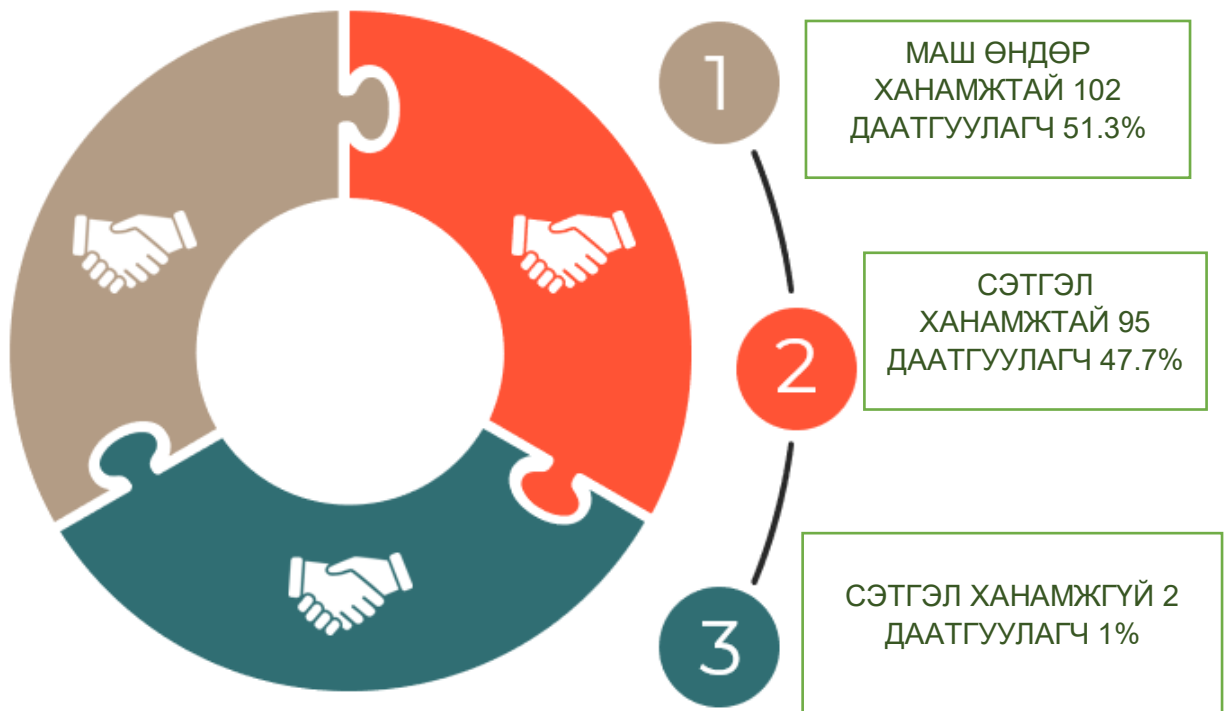 1
МАШ ӨНДӨР
ХАНАМЖТАЙ 102
ДААТГУУЛАГЧ 51.3%
2
СЭТГЭЛ
ХАНАМЖТАЙ 95
ДААТГУУЛАГЧ 47.7%
3
СЭТГЭЛ ХАНАМЖГҮЙ 2
ДААТГУУЛАГЧ 1%